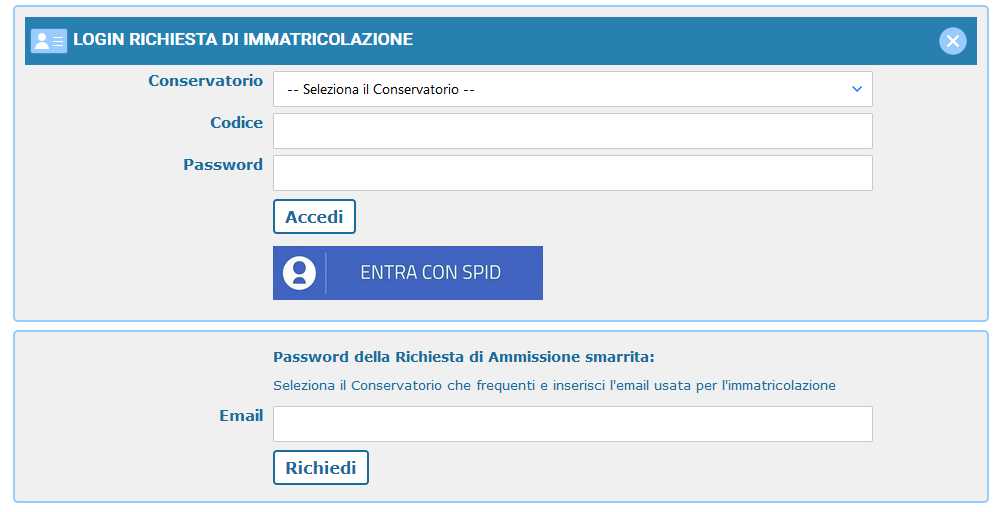 LOGIN RICHIESTA DI IMMATRICOLAZIONE
Conservatorio
-- Seleziona il Conservatorio --
Codice
Password
Accedi
ENTRA CON SPID
Password della Richiesta di Ammissione smarrita:
Seleziona il Conservatorio che frequenti e inserisci l'email usata per l'immatricolazione
Email
Richiedi